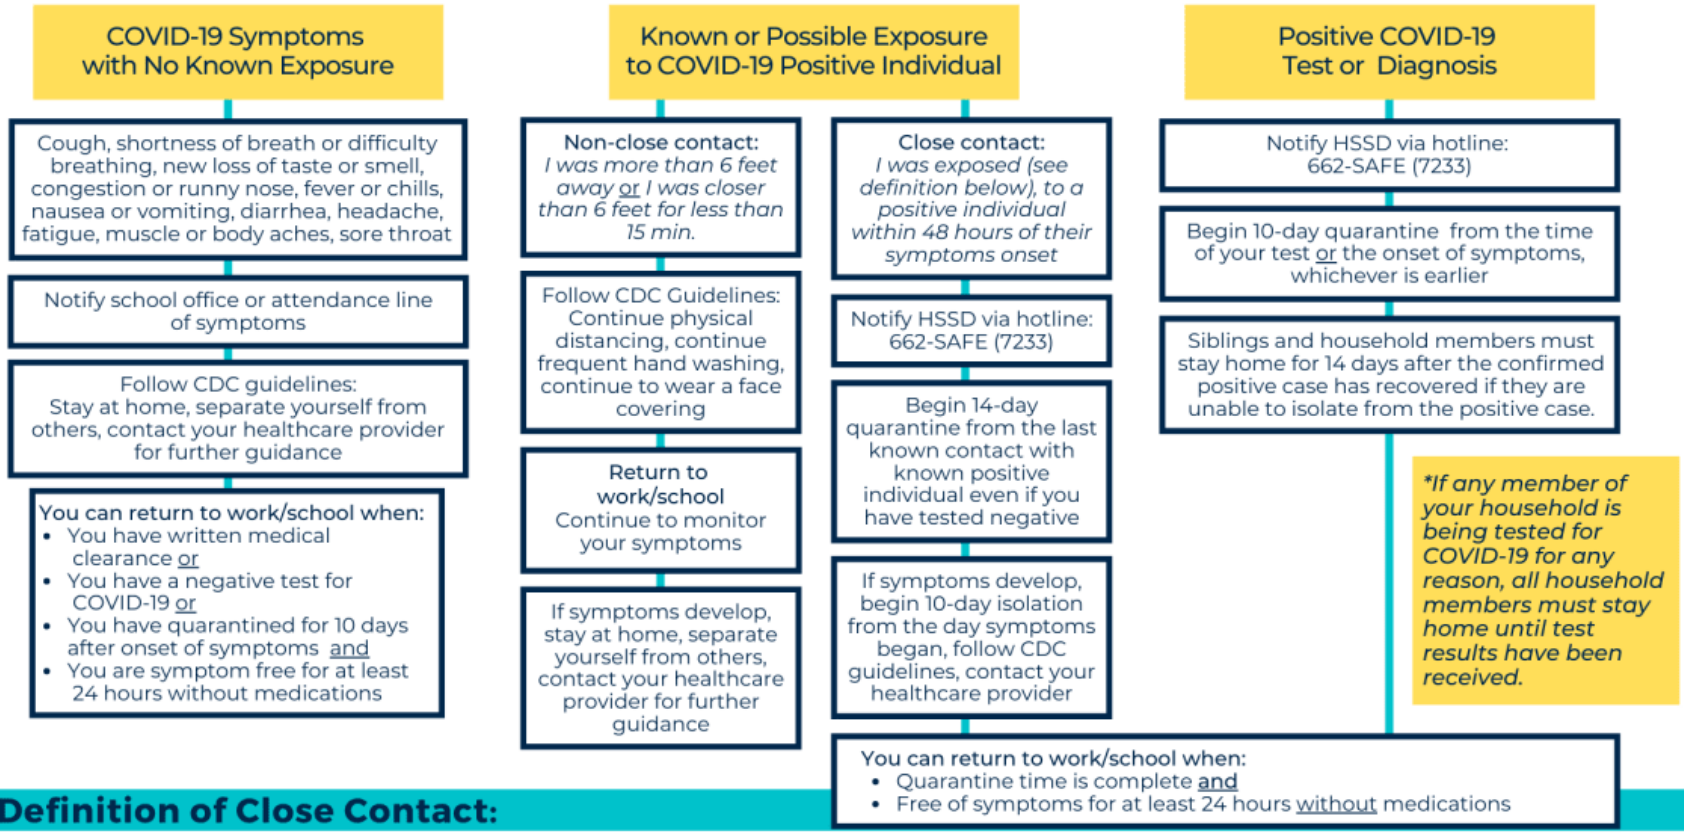 COVID-19 Symptoms
with No Known Exposure
Cough, shortness of breath or difficulty
breathing, new loss of taste or smell,
congestion or runny nose, fever or chills,
nausea or vomiting, diarrhea, headache,
fatigue, muscle or body aches, sore throat
Notify school office or attendance line
of symptoms
Follow CDC guidelines:
Stay at home, separate yourself from
others, contact your healthcare provider
for further guidance
You can return to work/school when:
• You have written medical
clearance or
• You have a negative test for
COVID-19 or
• You have quarantined for 10 days
after onset of symptoms and
• You are symptom free for at least
24 hours without medications
Known or Possible Exposure
to COVID-19 Positive Individual
Non-close contact:
I was more than 6 feet
away or I was closer
than 6 feet for less than
15 min.
Follow CDC Guidelines:
Continue physical
distancing, continue
frequent hand washing,
continue to wear a face
covering
Return to
work/school
Continue to monitor
your symptoms
If symptoms develop,
stay at home, separate
yourself from others,
contact your healthcare
provider for further
guidance
Close contact:
I was exposed (see
definition below), to a
positive individual
within 48 hours of their
symptoms onset
Notify HSSD via hotline:
662-SAFE (7233)
Begin 14-day
quarantine from the last
known contact with
known positive
individual even if you
have tested negative
If symptoms develop,
begin 10-day isolation
from the day symptoms
began, follow CDC
guidelines, contact your
healthcare provider
Positive COVID-19
Test or Diagnosis
Notify HSSD via hotline:
662-SAFE (7233)
Begin 10-day quarantine from the time
of your test or the onset of symptoms,
whichever is earlier
Siblings and household members must
stay home for 14 days after the confirmed
positive case has recovered if they are
unable to isolate from the positive case.
*If any member of
your household is
being tested for
COVID-19 for any
reason, all household
members must stay
home until test
results have been
received.
You can return to work/school when:
• Quarantine time is complete and
• Free of symptoms for at least 24 hours without medications
Definition of Close Contact: